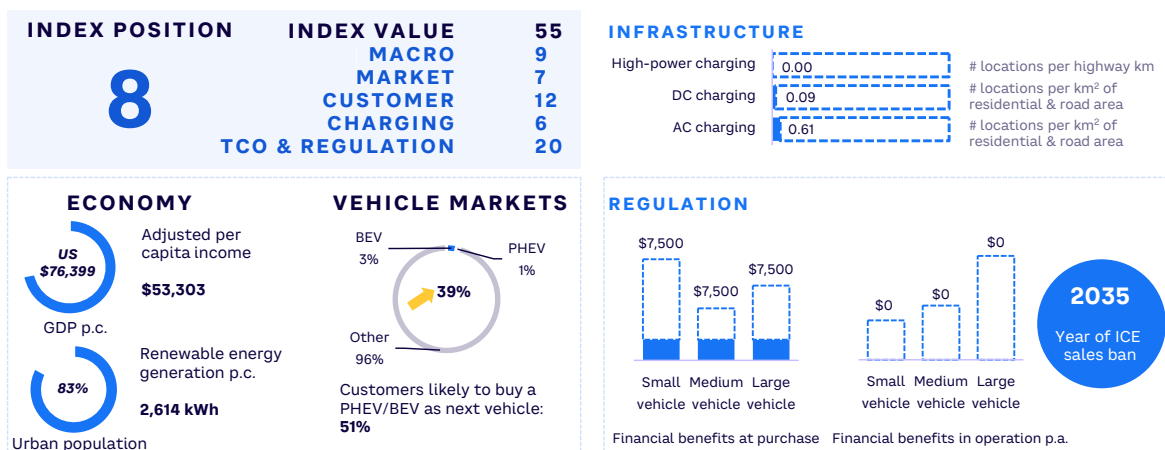 INDEX POSITION
8
INDEX VALUE 55
MACRO 9
MARKET 7
CUSTOMER 12
CHARGING 6
TCO & REGULATION 20
INFRASTRUCTURE
High-power charging 0.00 # locations per highway km
DC charging 0.09 # locations per km² of
residential & road area
AC charging 0.61 # locations per km² of
residential & road area
ECONOMY
US
$76,399
GDP p.c.
Adjusted per
capita income
$53,303
83%
Urban population
Renewable energy
generation p.c.
2,614 kWh
VEHICLE MARKETS
BEV
3%
PHEV
1%
39%
Other
96%
Customers likely to buy a
PHEV/BEV as next vehicle:
51%
REGULATION
$7,500
$7,500
$7,500
Small Medium Large
vehicle vehicle vehicle
Financial benefits at purchase
$0
$0
$0
Small Medium Large
vehicle vehicle vehicle
Financial benefits in operation p.a.
2035
Year of ICE
sales ban